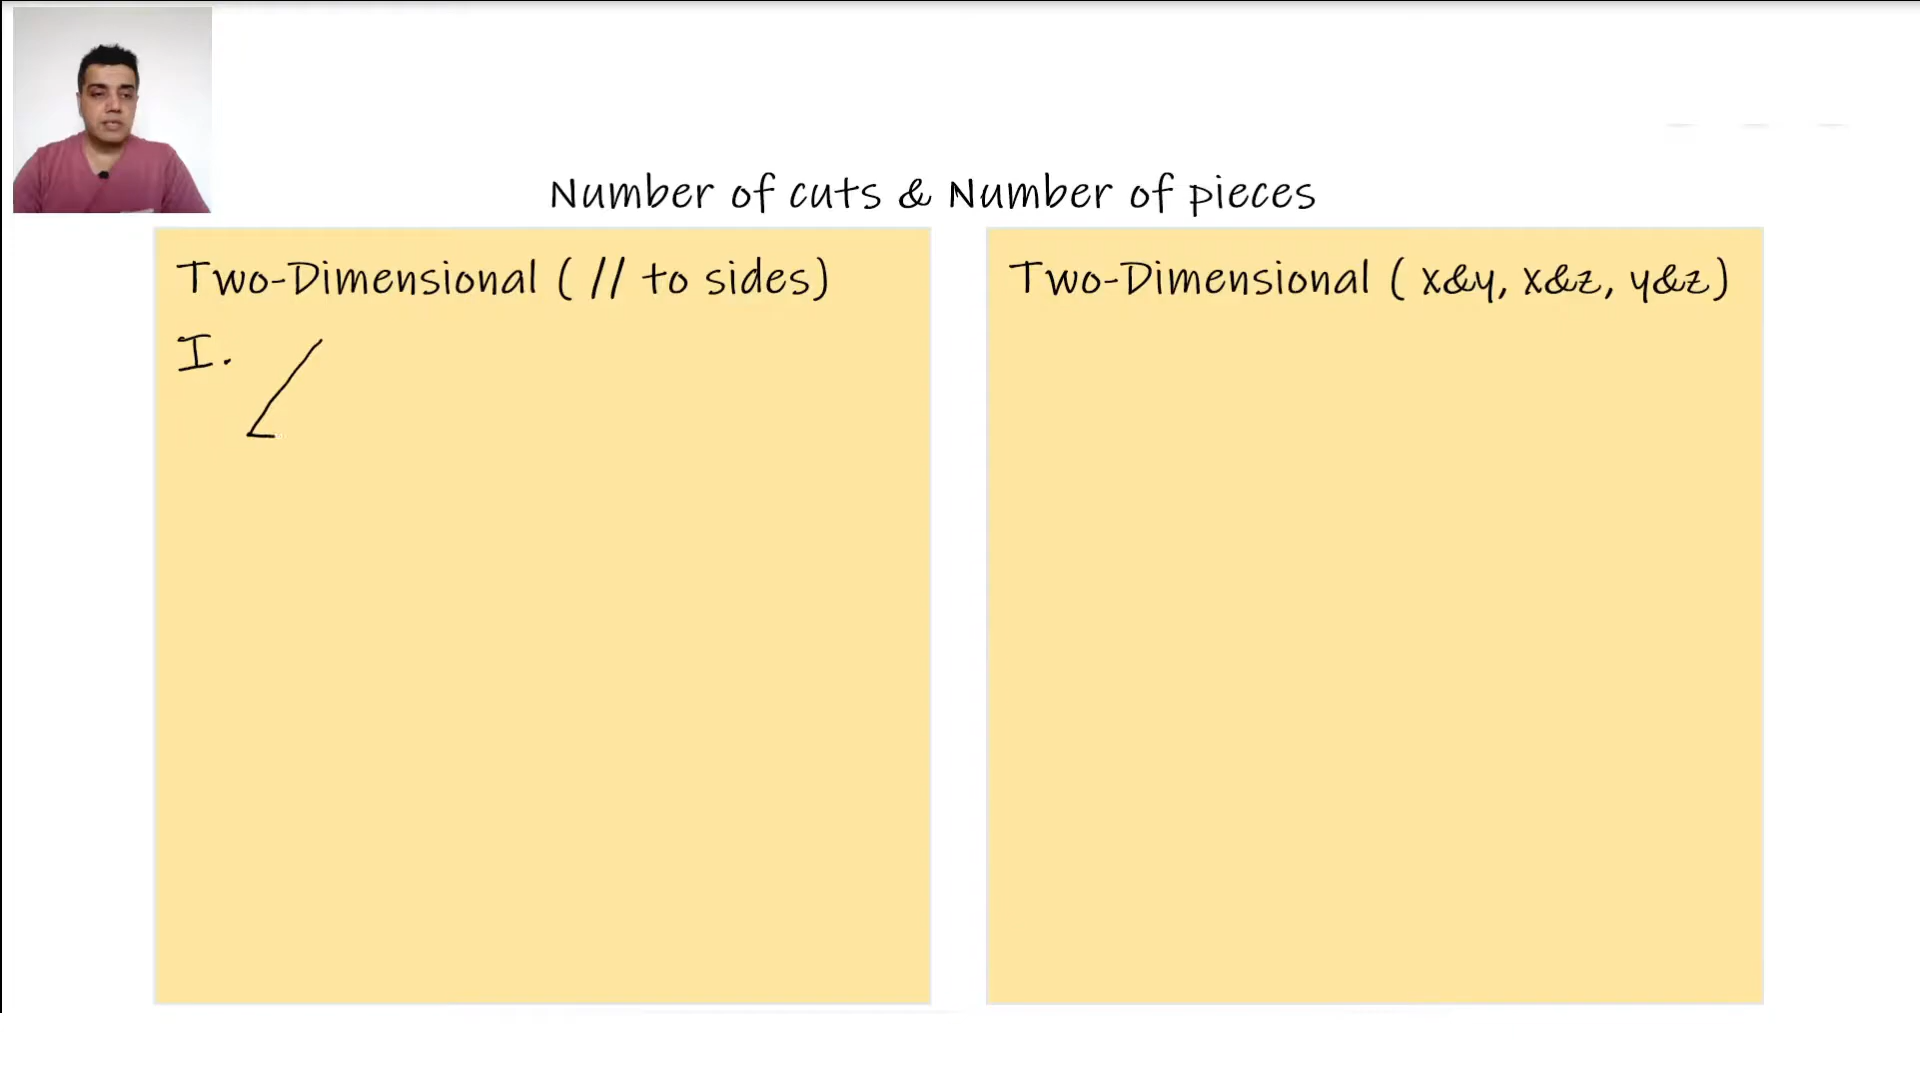 Number of cuts & Number of pieces
Two-Dimensional ( // to sides)
I.
Two-Dimensional ( x&y, x&z, y&z)